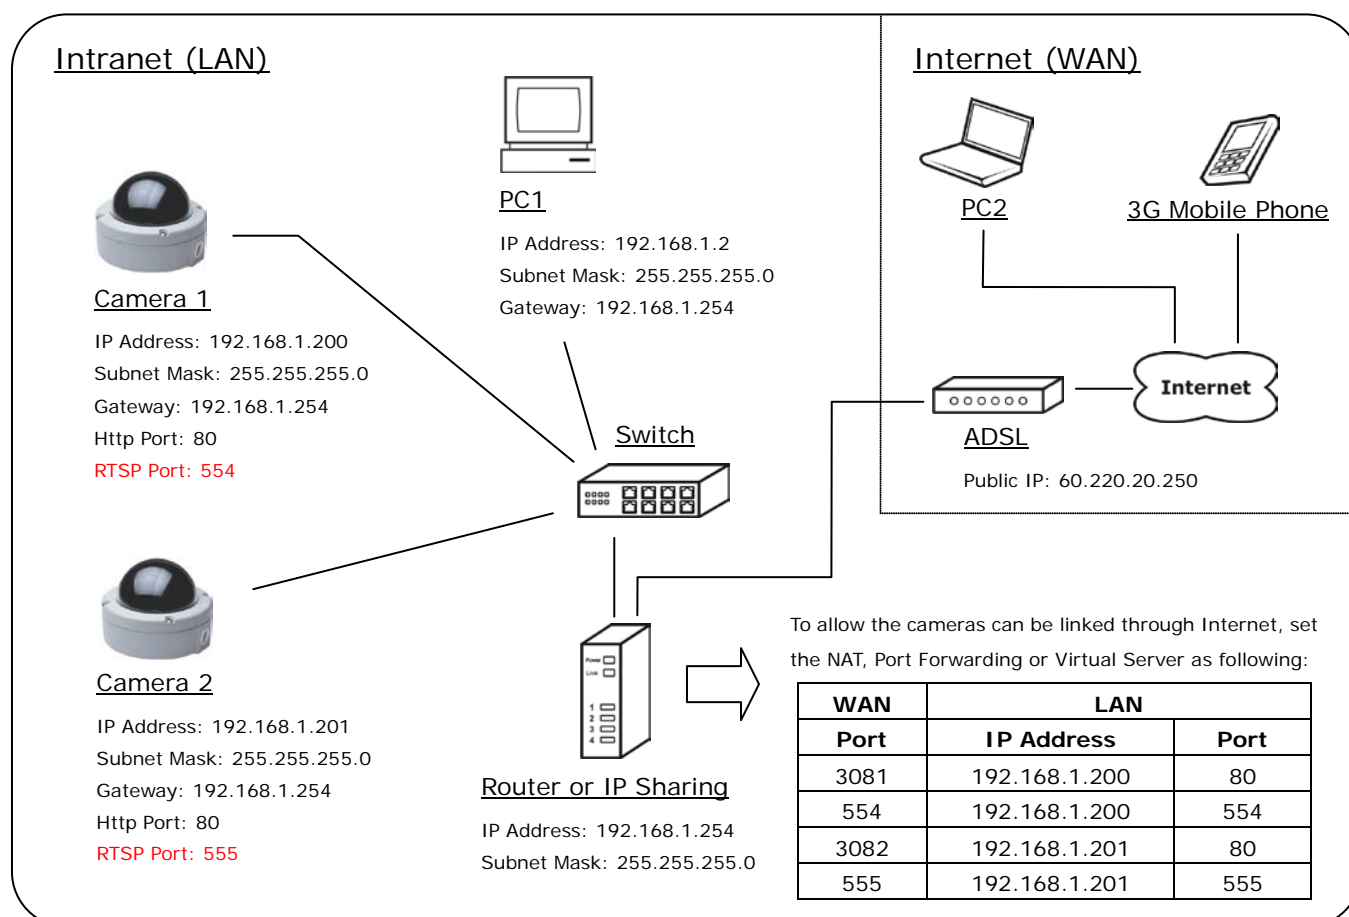 Intranet (LAN)
Internet (WAN)
PC1
IP Address: 192.168.1.2
Subnet Mask: 255.255.255.0
Gateway: 192.168.1.254
PC2
3G Mobile Phone
Camera 1
IP Address: 192.168.1.200
Subnet Mask: 255.255.255.0
Gateway: 192.168.1.254
Http Port: 80
RTSP Port: 554
Internet
ADSL
Public IP: 60.220.20.250
Switch
Camera 2
IP Address: 192.168.1.201
Subnet Mask: 255.255.255.0
Gateway: 192.168.1.254
Http Port: 80
RTSP Port: 555
Power
Link
1
2
3
4
Router or IP Sharing
IP Address: 192.168.1.254
Subnet Mask: 255.255.255.0
To allow the cameras can be linked through Internet, set
the NAT, Port Forwarding or Virtual Server as following:
WAN LAN
Port IP Address Port
3081 192.168.1.200 80
554 192.168.1.200 554
3082 192.168.1.201 80
555 192.168.1.201 555